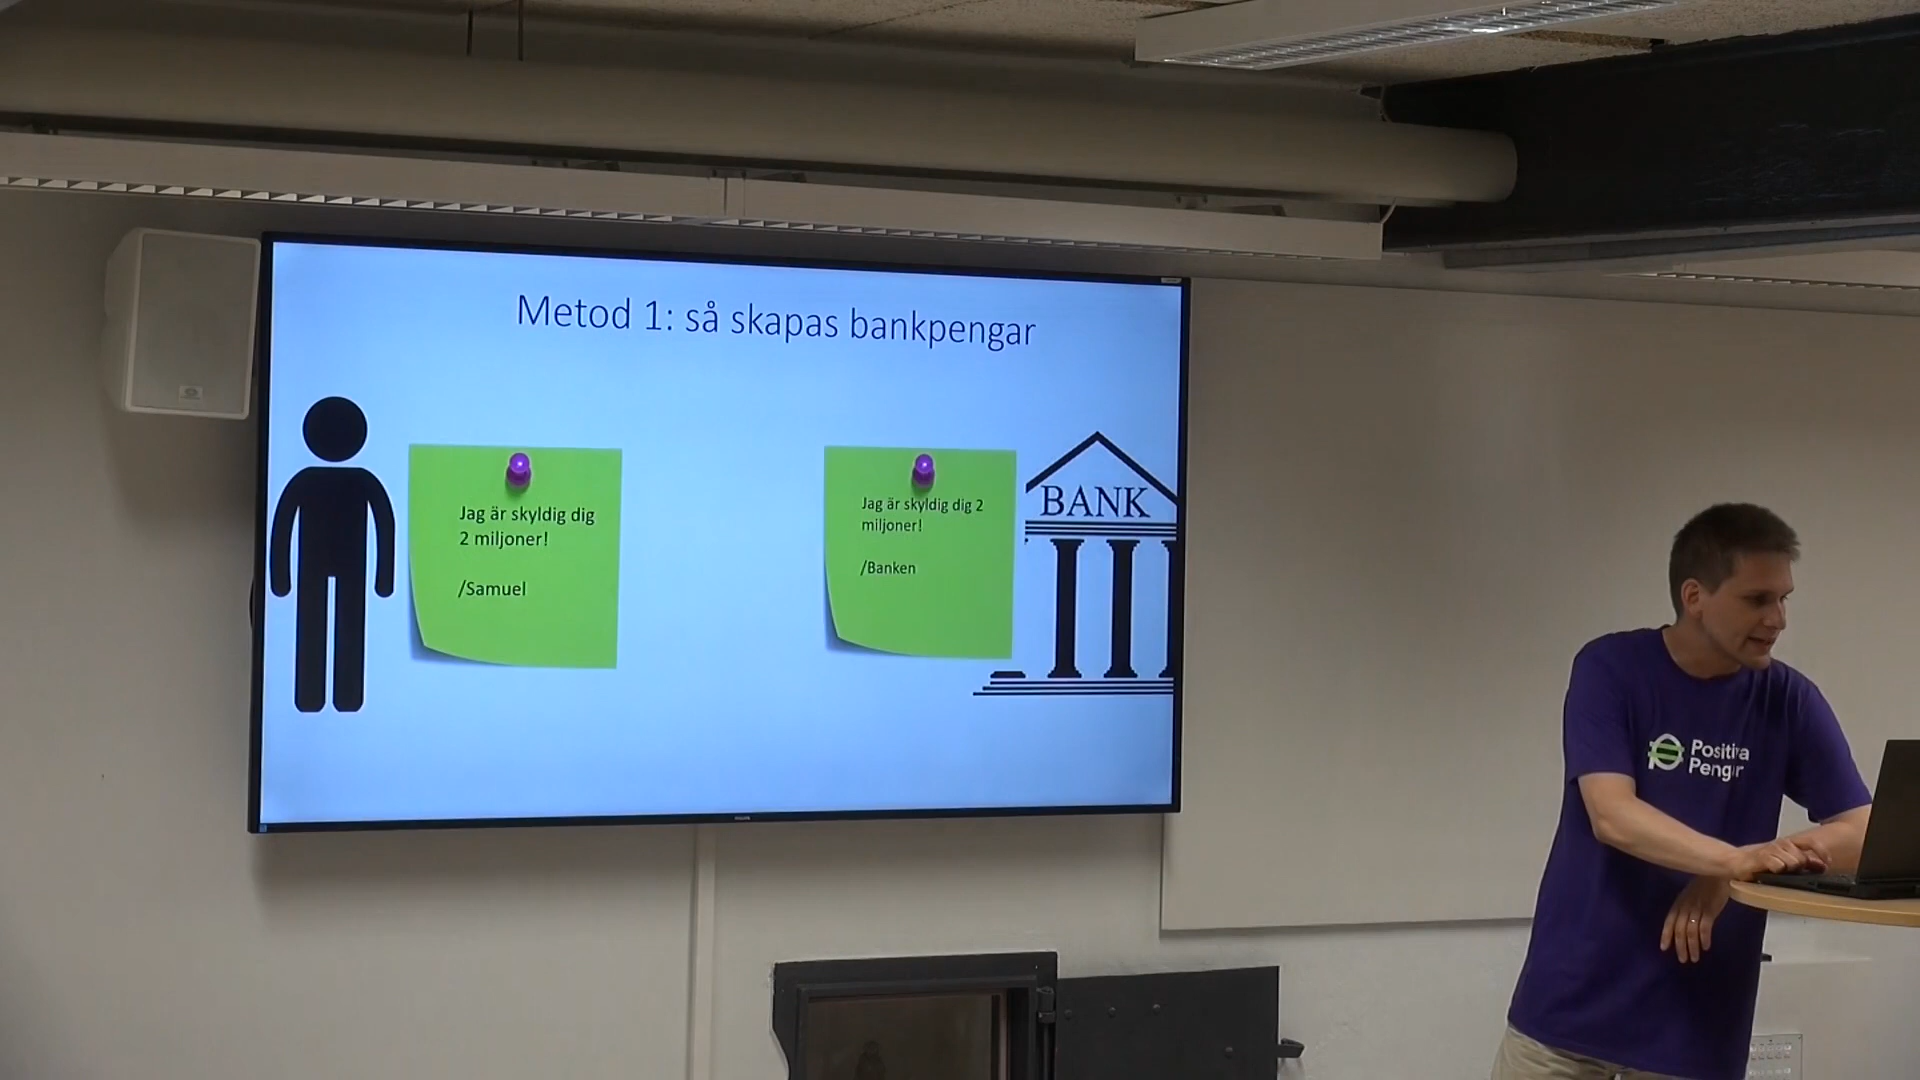 Metod 1: så skapas bankpengar
Jag är skyldig dig
2 miljoner!
/Samuel
Jag är skyldig dig 2
miljoner!
/Banken
BANK
Positiva
Pengar